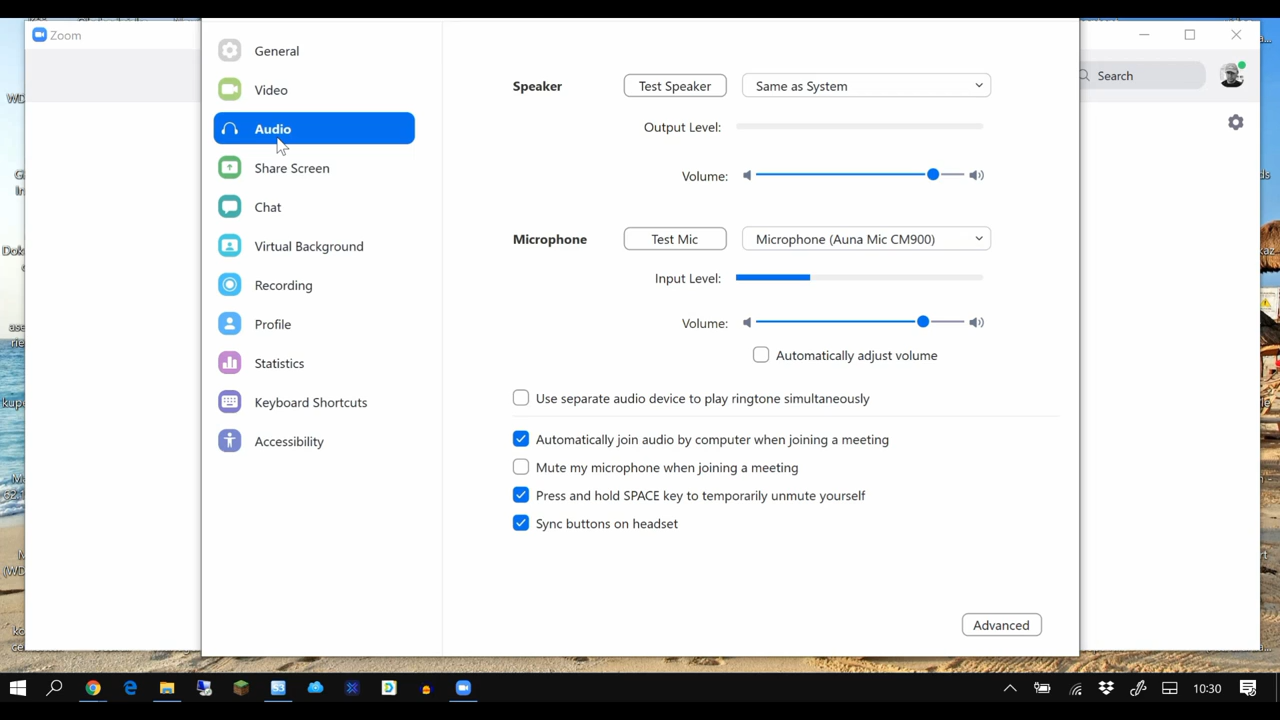 Zoom
General
Video
Audio
Share Screen
Chat
Virtual Background
Recording
Profile
Statistics
Keyboard Shortcuts
Accessibility
Speaker
Test Speaker
Same as System
Output Level:
Volume:
Microphone
Test Mic
Microphone (Auna Mic CM900)
Input Level:
Volume:
Automatically adjust volume
Use separate audio device to play ringtone simultaneously
Automatically join audio by computer when joining a meeting
Mute my microphone when joining a meeting
Press and hold SPACE key to temporarily unmute yourself
Sync buttons on headset
Advanced
Search
10:30